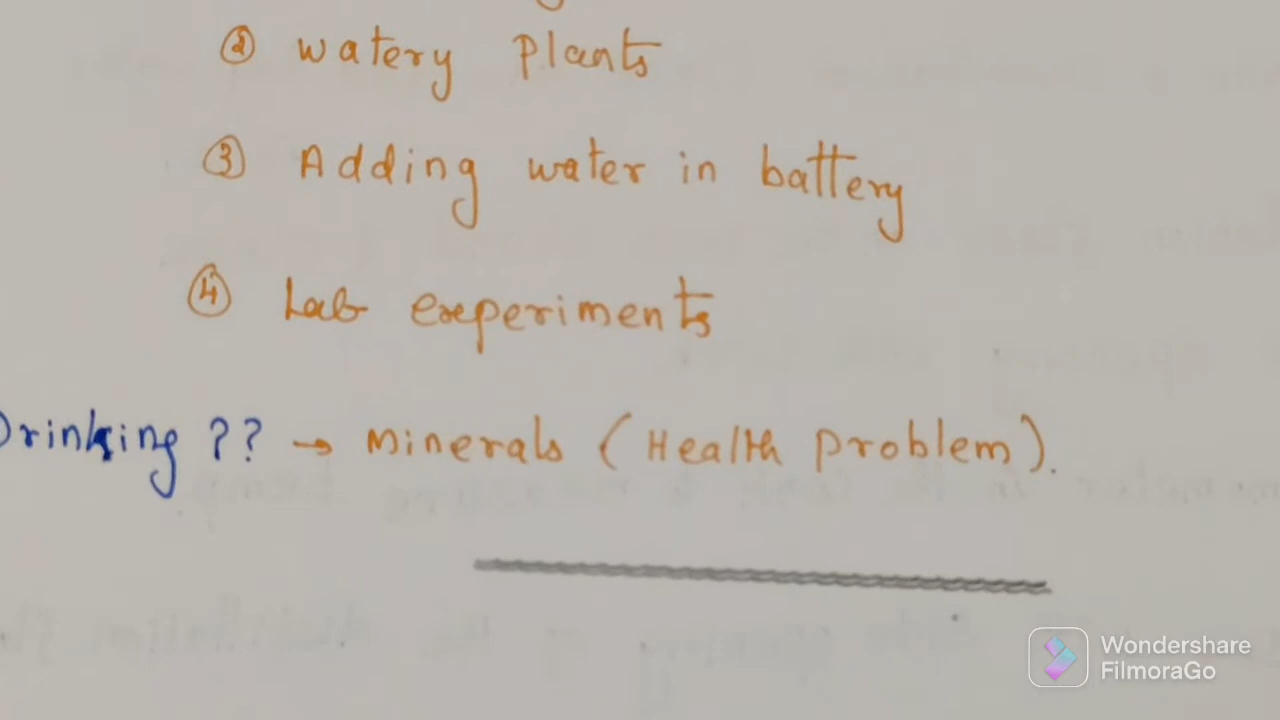 ② watery Plants
③ Adding water in battery
④ Lab experiments
Drinking ?? → Minerals (Health problem).
Wondershare
FilmoraGo